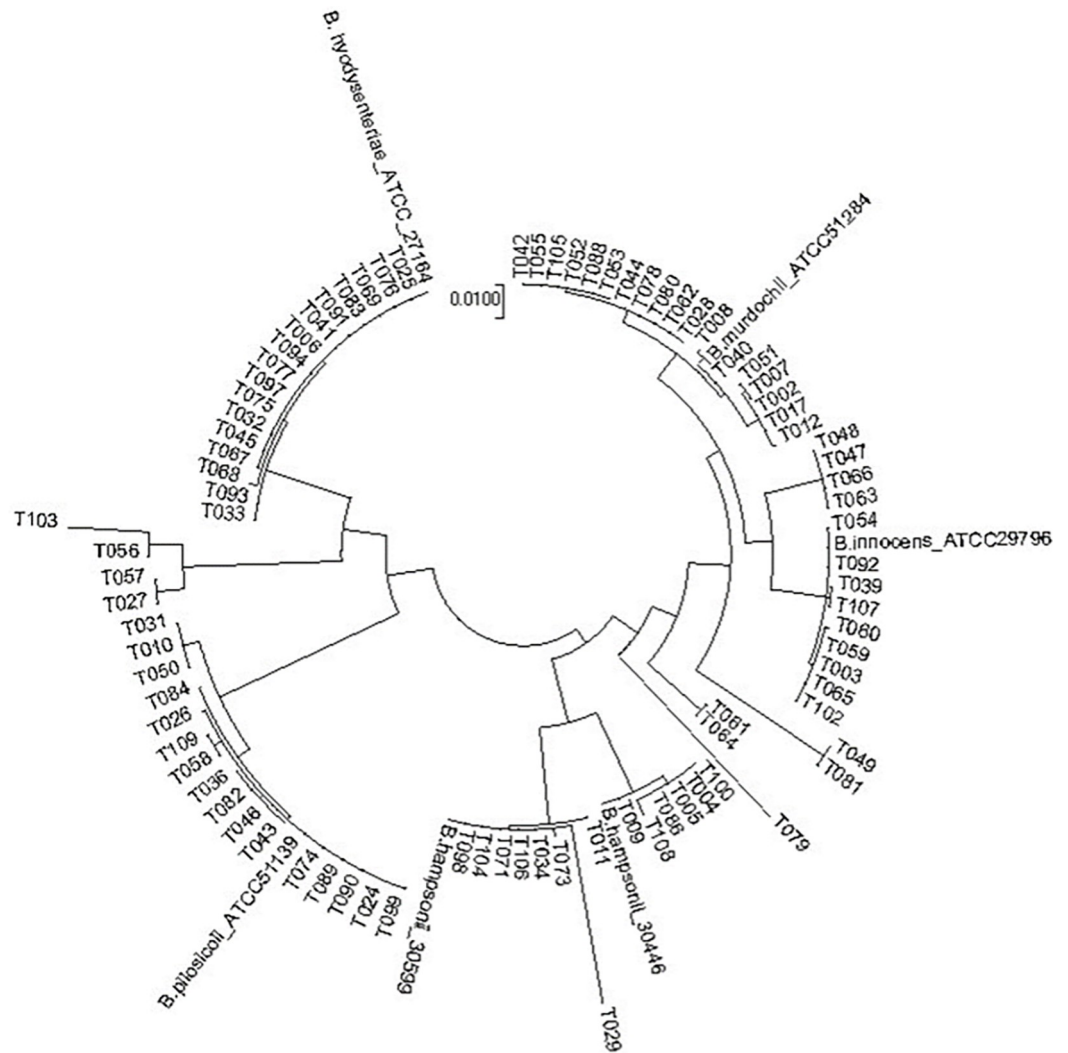 B. hyodysenteriae_ATCC_27164
T025
T076
T069
T083
T091
T041
T006
T094
T077
T097
T075
T032
T045
T067
T068
T093
T033
0.0100
T042
T055
T105
T052
T088
T053
T044
T078
T080
T062
T028
T008
B.murdochii_ATCC51284
T040
T051
T007
T002
T017
T012
T048
T047
T066
T063
T054
B.innocens_ATCC29796
T092
T039
T107
T060
T059
T003
T065
T102
T049
T081
T061
T064
T079
T100
T004
T005
T086
T108
T009
B.hampsonii_30446
T011
T029
T073
T034
T106
T071
T104
T098
B.hampsonii_30599
T099
T024
T090
T089
T074
B.pilosicoli_ATCC51139
T043
T046
T082
T036
T058
T109
T026
T084
T050
T010
T031
T027
T057
T056
T103